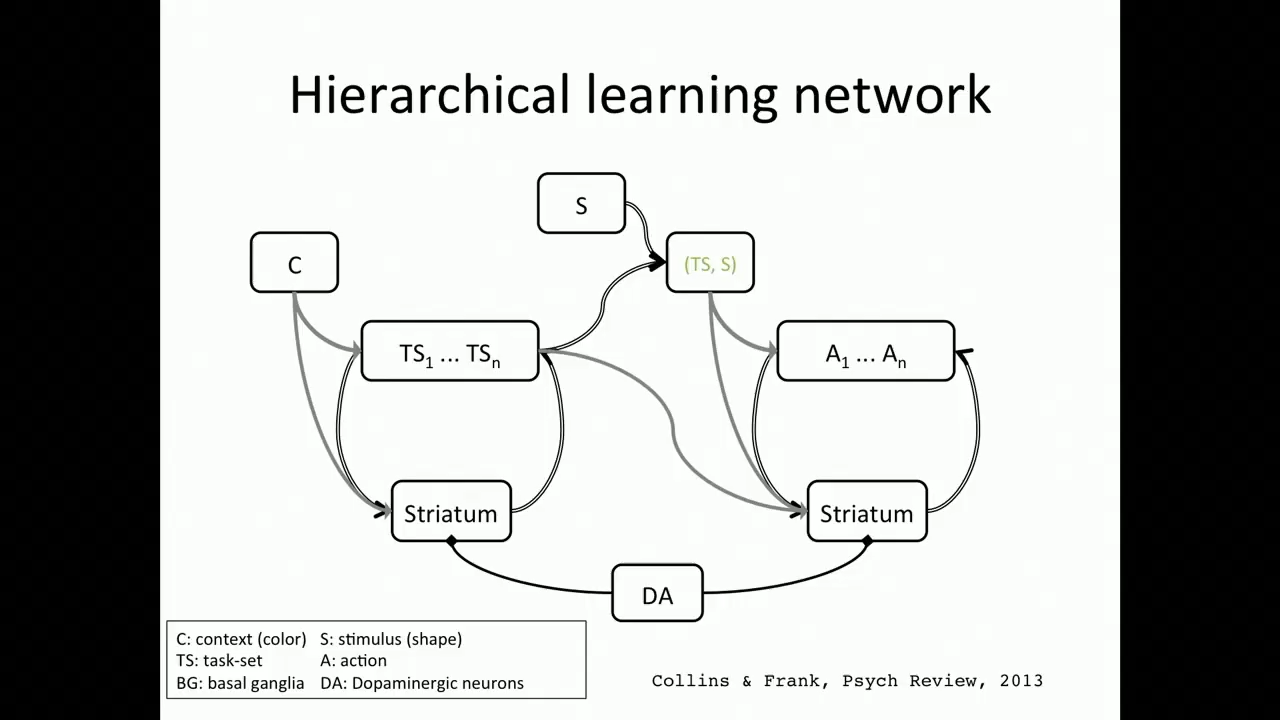 Hierarchical learning network
S
C
(TS, S)
TS1 ... TSn
A1 ... An
Striatum
Striatum
DA
C: context (color) S: stimulus (shape)
TS: task-set A: action
BG: basal ganglia DA: Dopaminergic neurons
Collins & Frank, Psych Review, 2013